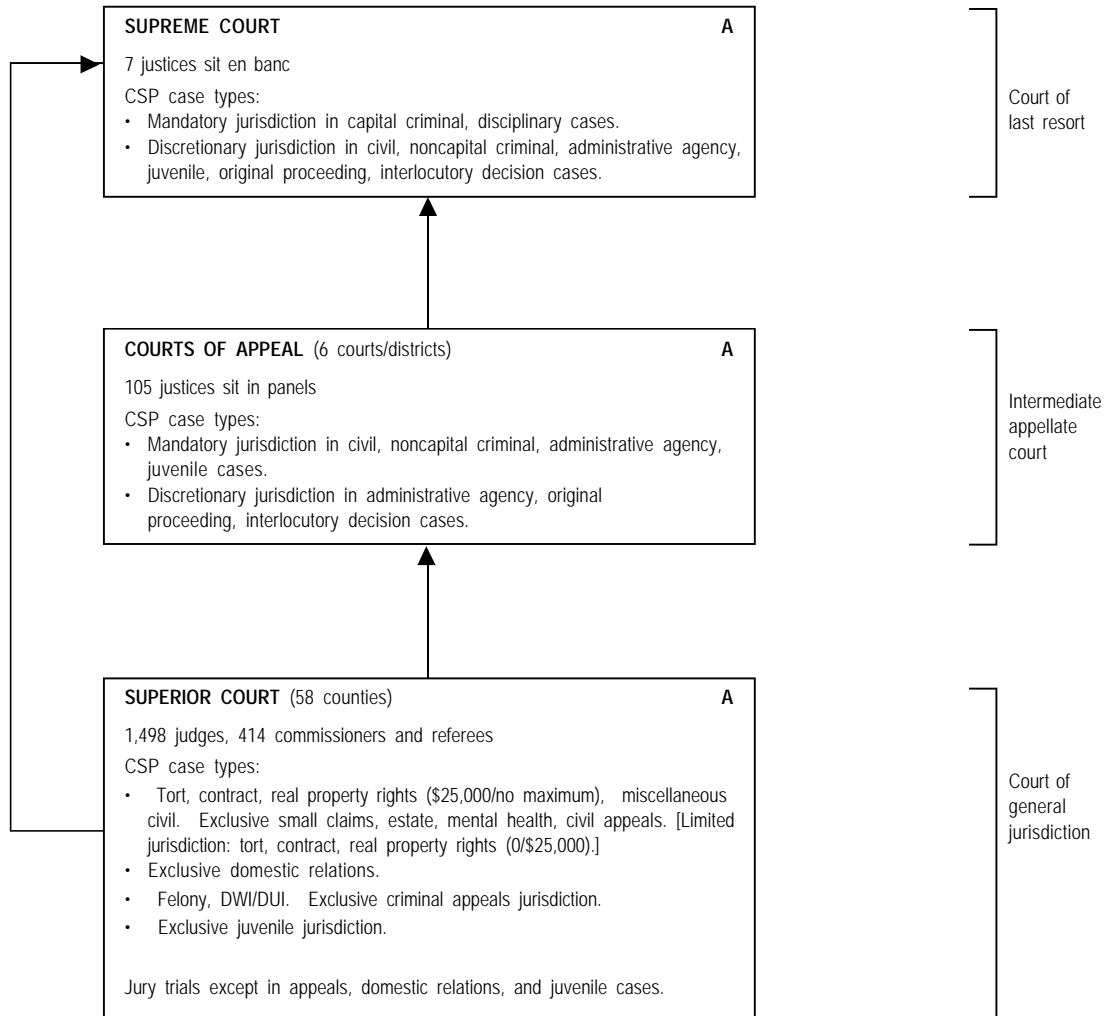 SUPREME COURT A
7 justices sit en banc
CSP case types:
• Mandatory jurisdiction in capital criminal, disciplinary cases.
• Discretionary jurisdiction in civil, noncapital criminal, administrative agency,
juvenile, original proceeding, interlocutory decision cases.
Court of
last resort
COURTS OF APPEAL (6 courts/districts) A
105 justices sit in panels
CSP case types:
• Mandatory jurisdiction in civil, noncapital criminal, administrative agency,
juvenile cases.
• Discretionary jurisdiction in administrative agency, original
proceeding, interlocutory decision cases.
Intermediate
appellate
court
SUPERIOR COURT (58 counties) A
1,498 judges, 414 commissioners and referees
CSP case types:
• Tort, contract, real property rights ($25,000/no maximum), miscellaneous
civil. Exclusive small claims, estate, mental health, civil appeals. [Limited
jurisdiction: tort, contract, real property rights (0/$25,000).]
• Exclusive domestic relations.
• Felony, DWI/DUI. Exclusive criminal appeals jurisdiction.
• Exclusive juvenile jurisdiction.
Jury trials except in appeals, domestic relations, and juvenile cases.
Court of
general
jurisdiction